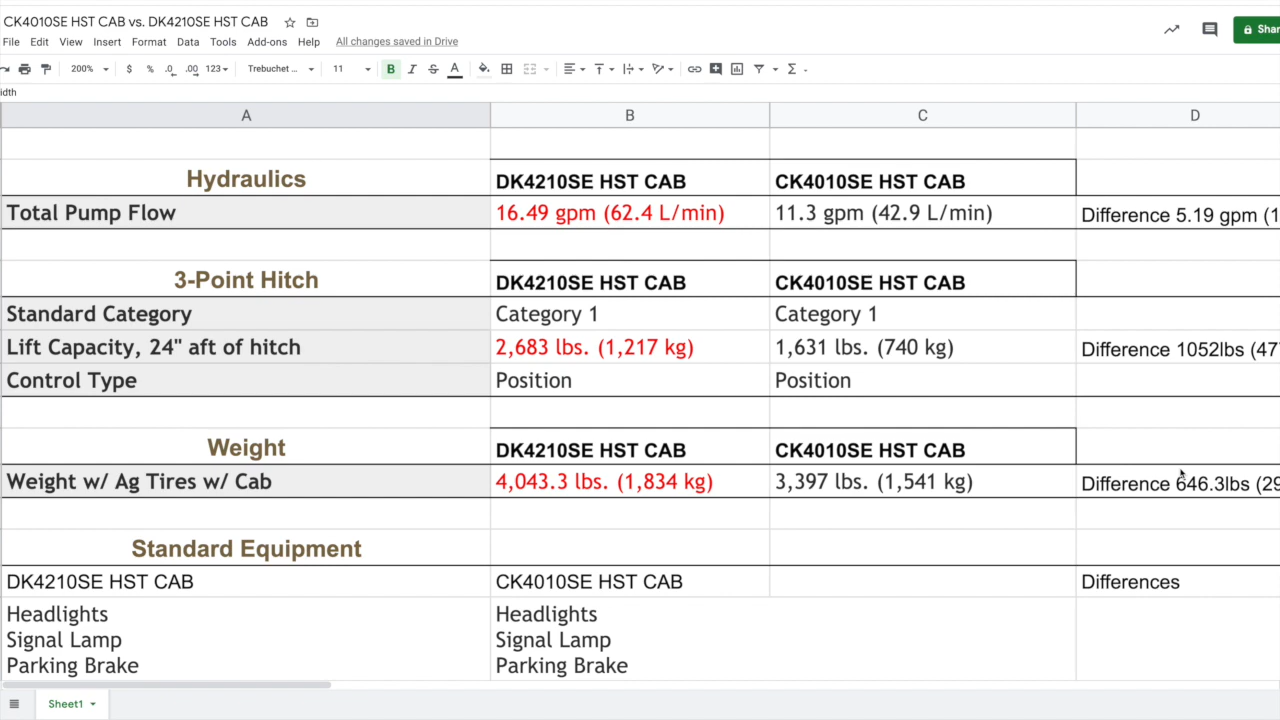 CK4010SE HST CAB vs. DK4210SE HST CAB
File Edit View Insert Format Data Tools Add-ons Help All changes saved in Drive
Shar
200% $ % .0 .00 123 Trebuchet ... 11 B I S A
idth
A B C D
Hydraulics DK4210SE HST CAB CK4010SE HST CAB
Total Pump Flow 16.49 gpm (62.4 L/min) 11.3 gpm (42.9 L/min) Difference 5.19 gpm (1
3-Point Hitch DK4210SE HST CAB CK4010SE HST CAB
Standard Category Category 1 Category 1
Lift Capacity, 24" aft of hitch 2,683 lbs. (1,217 kg) 1,631 lbs. (740 kg) Difference 1052lbs (47
Control Type Position Position
Weight DK4210SE HST CAB CK4010SE HST CAB
Weight w/ Ag Tires w/ Cab 4,043.3 lbs. (1,834 kg) 3,397 lbs. (1,541 kg) Difference 646.3lbs (29
Standard Equipment
DK4210SE HST CAB CK4010SE HST CAB Differences
Headlights Headlights
Signal Lamp Signal Lamp
Parking Brake Parking Brake
Sheet1